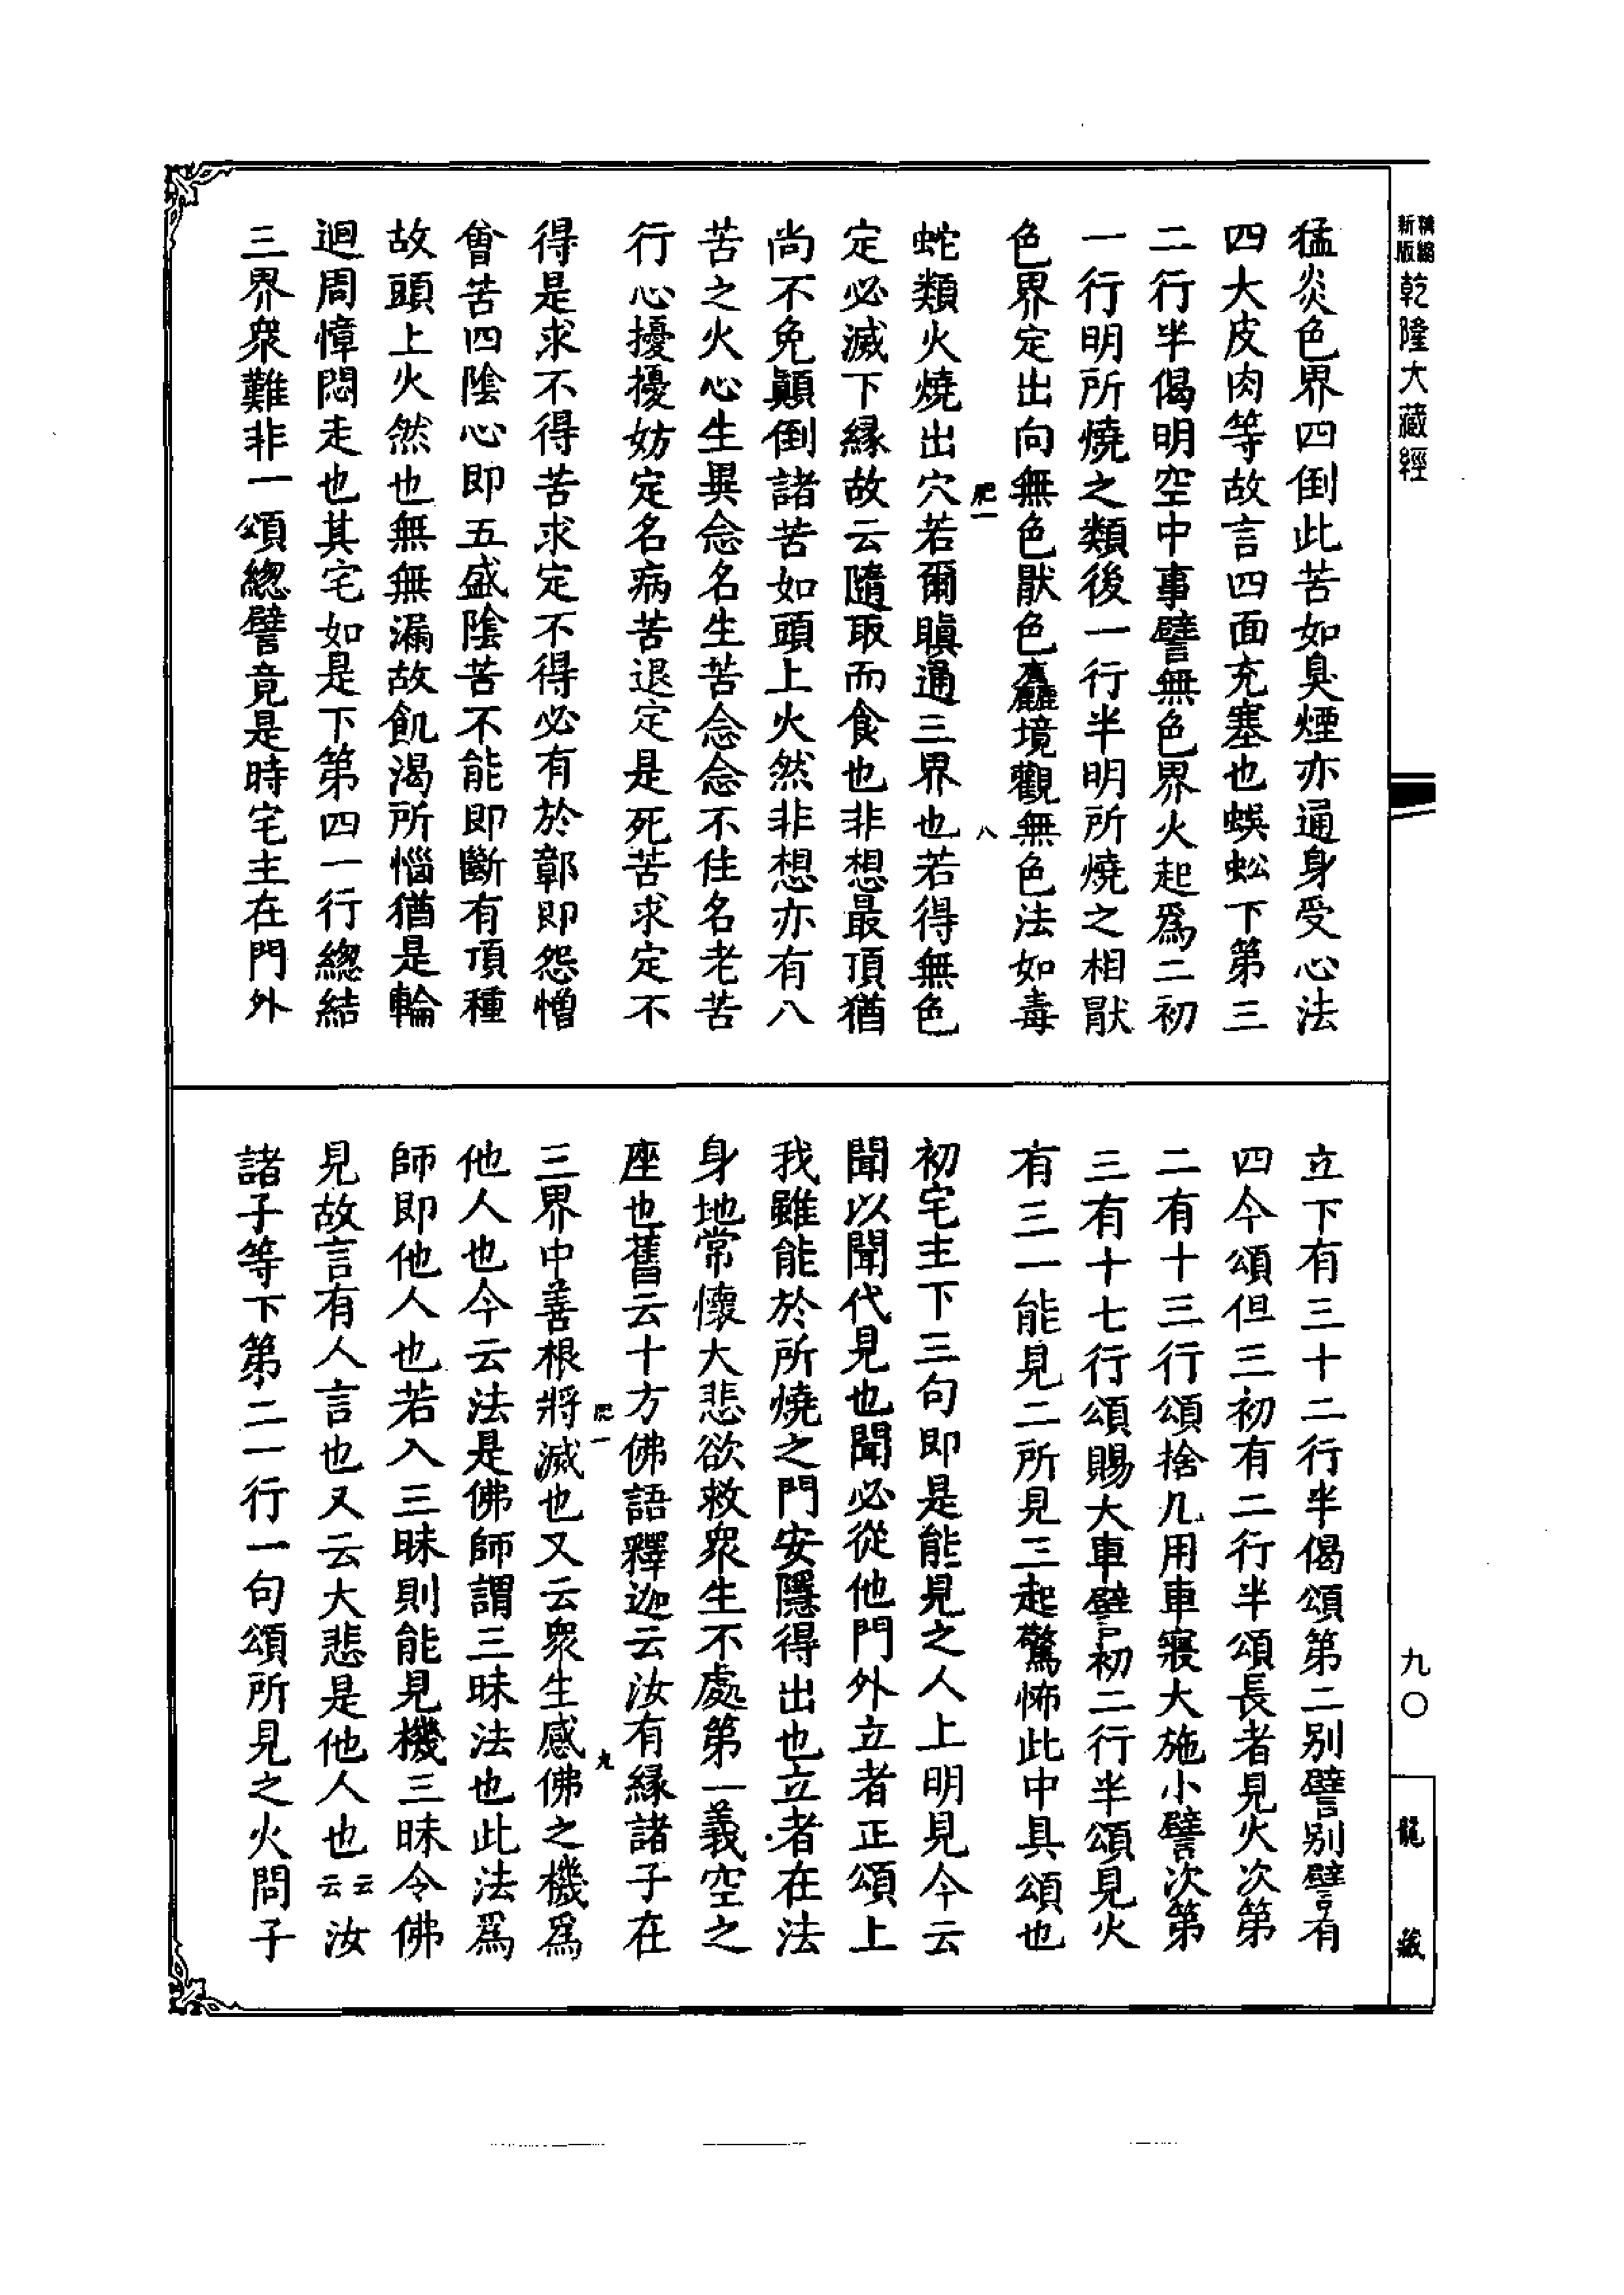 新版精縮
乾隆大藏經
猛炎色界四倒此苦如臭煙亦通身受心法
四大皮肉等故言四面充塞也蜈蚣下第三
二行半偈明空中事譬無色界火起爲二初
一行明所燒之類後一行半明所燒之相厭
色界定出向無色厭色麤境觀無色法如毒
肥一
八
蛇類火燒出穴若爾瞋通三界也若得無色
定必滅下緣故云隨取而食也非想最頂猶
尚不免顛倒諸苦如頭上火然非想亦有八
苦之火心生異念名生苦念念不住名老苦
行心擾擾妨定名病苦退定是死苦求定不
得是求不得苦求定不得必有於鄣即怨憎
會苦四陰心即五盛陰苦不能即斷有頂種
故頭上火然也無無漏故飢渴所惱猶是輪
迴周慞悶走也其宅如是下第四一行總結
三界衆難非一頌總譬竟是時宅主在門外
立下有三十二行半偈頌第二别譬别譬有
四今頌但三初有二行半頌長者見火次第
二有十三行頌捨几用車寢大施小譬次第
三有十七行頌賜大車譬初二行半頌見火
有三一能見二所見三起驚怖此中具頌也
初宅主下三句即是能見之人上明見今云
聞以聞代見也聞必從他門外立者正頌上
我雖能於所燒之門安隱得出也立者在法
身地常懷大悲欲救衆生不處第一義空之
座也舊云十方佛語釋迦云汝有緣諸子在
肥一
九
三界中善根將滅也又云衆生感佛之機爲
他人也今云法是佛師謂三昧法也此法爲
師即他人也若入三昧則能見機三昧令佛
見故言有人言也又云大悲是他人也云云汝
諸子等下第二一行一句頌所見之火問子
九〇
龍藏